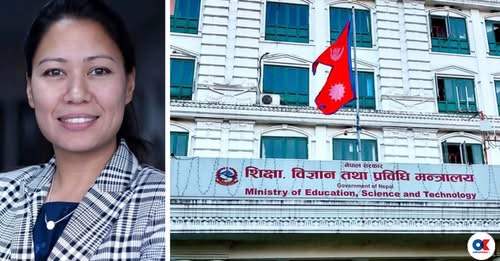 नेपाल सरकार
शिक्षा, विज्ञान तथा प्रविधि मन्त्रालय
Government of Nepal
Ministry of Education, Science and Technology
OK